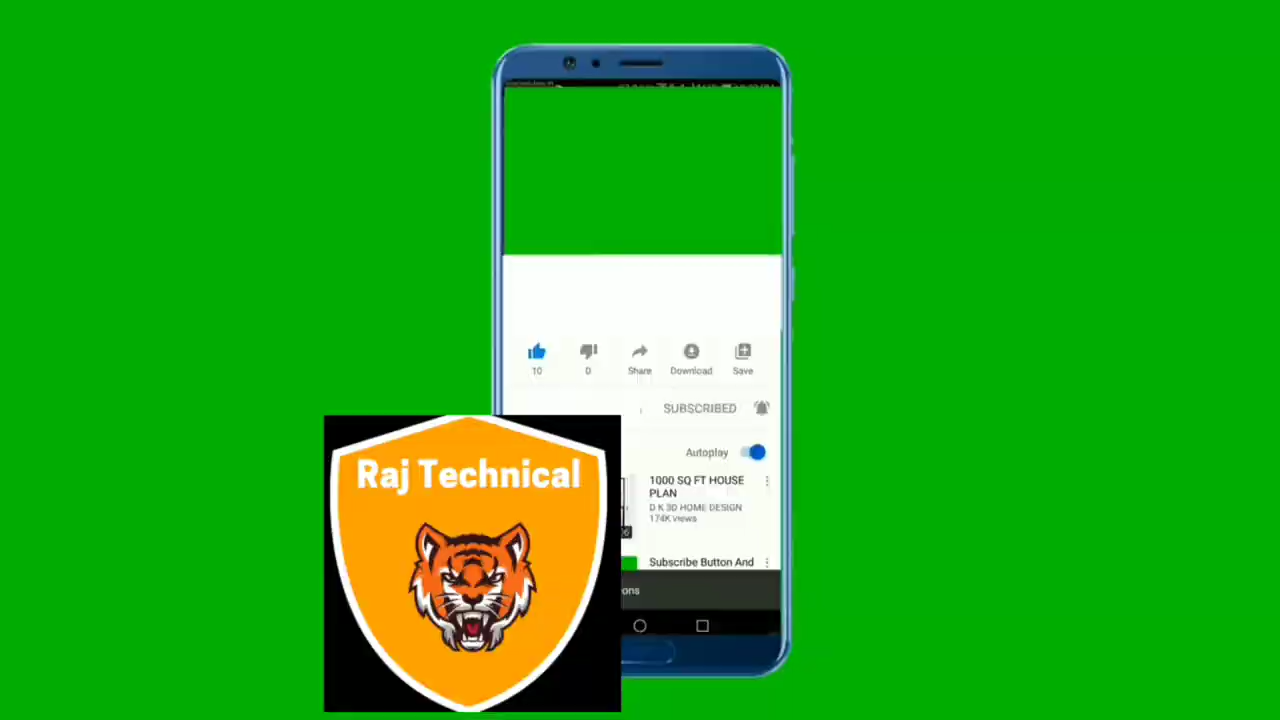 10
0
Share
Download
Save
SUBSCRIBED
Autoplay
Raj Technical
1000 SQ FT HOUSE
PLAN
D K 3D HOME DESIGN
174K views
Subscribe Button And
ons